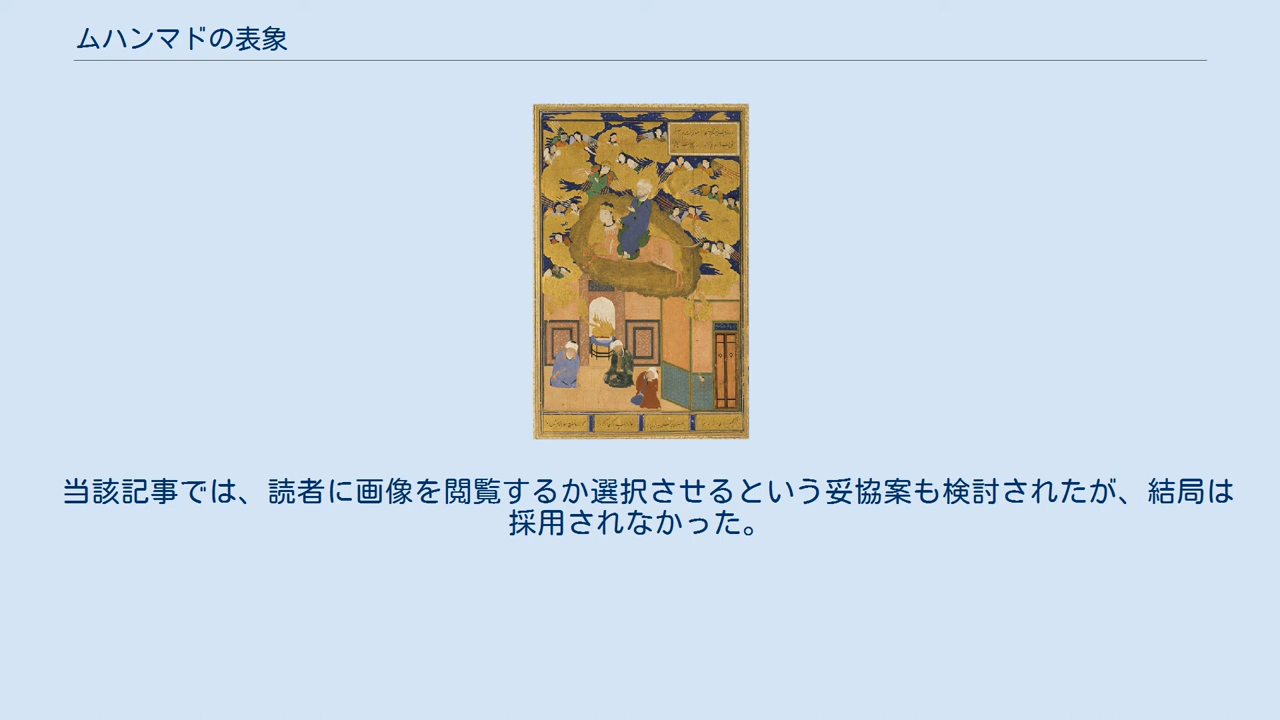 ムハンマドの表象
当該記事では、読者に画像を閲覧するか選択させるという妥協案も検討されたが、結局は
採用されなかった。